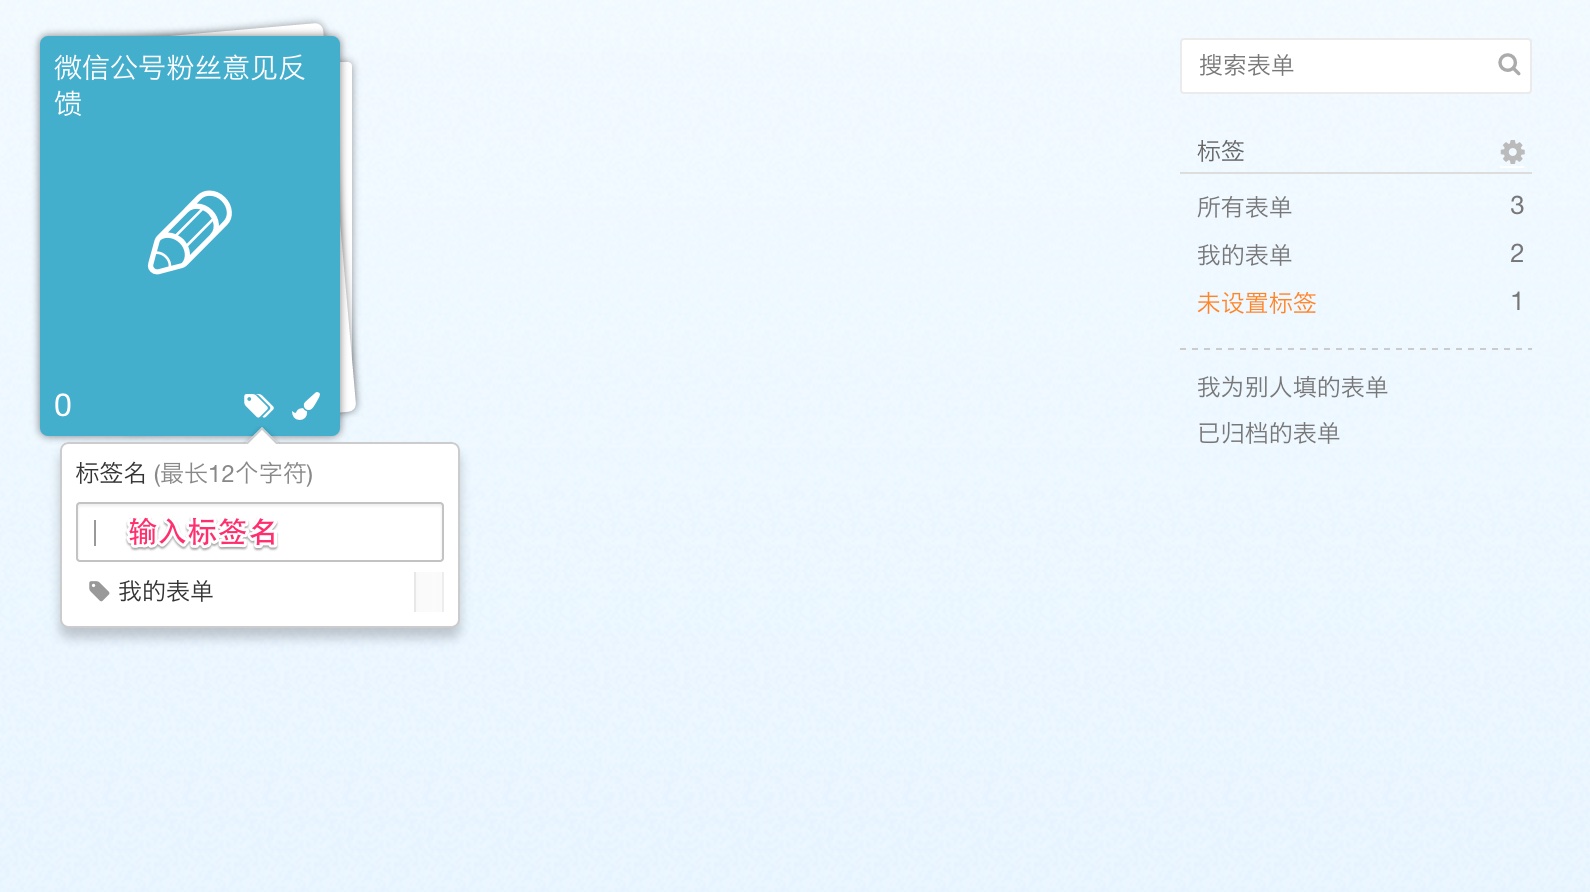 微信公号粉丝意见反
馈
0
标签名 (最长12个字符)
输入标签名
我的表单
搜索表单
标签
所有表单 3
我的表单 2
未设置标签 1
我为别人填的表单
已归档的表单